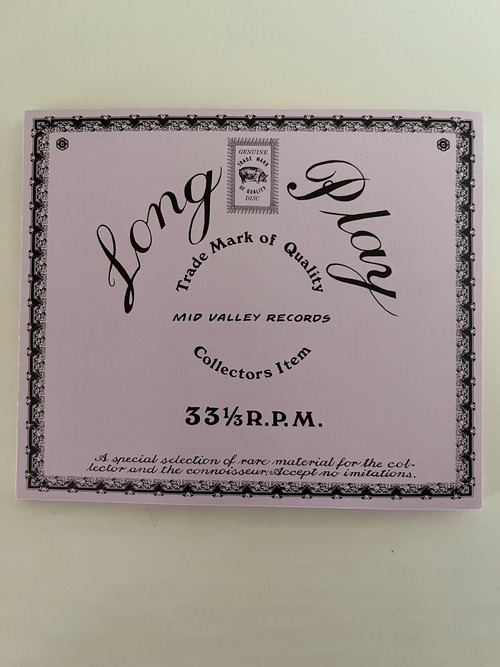 GENUINE
TRADE MARK
OF QUALITY
DISC
Long Play
Trade Mark of Quality
MID VALLEY RECORDS
Collectors Item
33⅓ R.P.M.
A special selection of rare material for the col-
lector and the connoisseur. Accept no imitations.